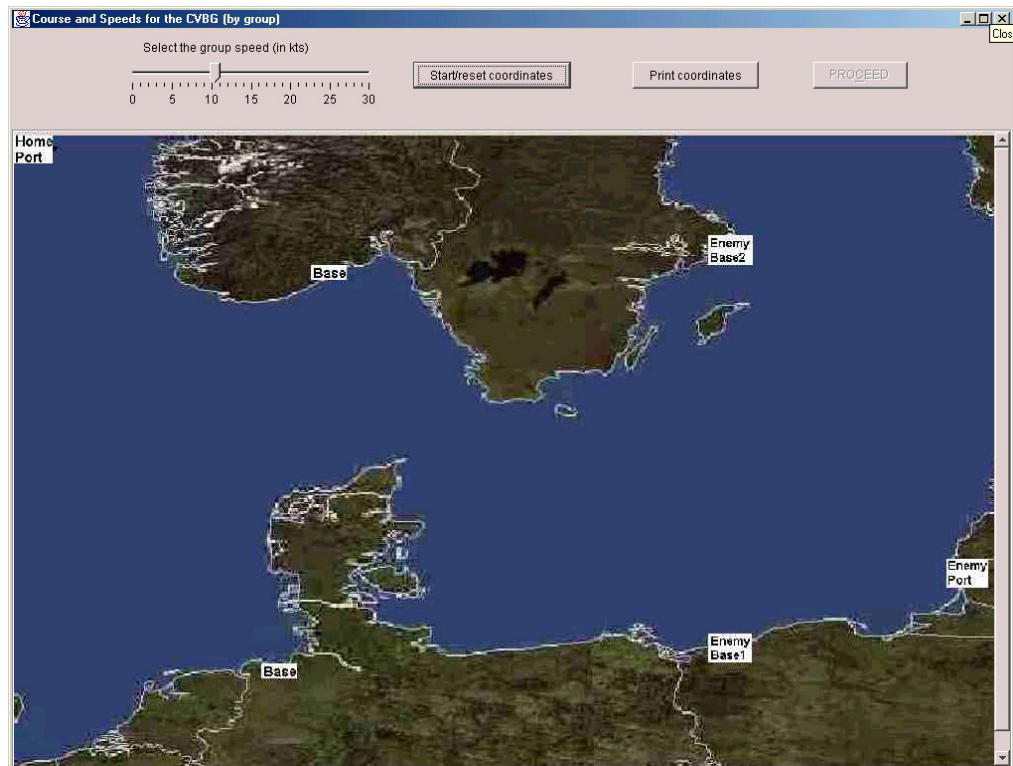 Course and Speeds for the CVBG (by group)
Clos
Select the group speed (in kts)
0 5 10 15 20 25 30
Start/reset coordinates
Print coordinates
PROCEED
Home
Port
Enemy
Base2
Base
Enemy
Port
Enemy
Base1
Base